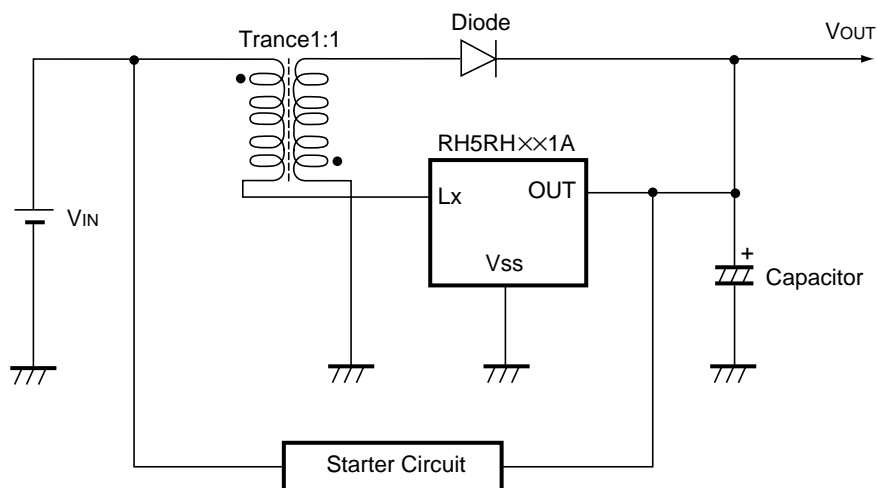 Diode
VOUT
Trance1:1
RH5RH××1A
Lx
OUT
VIN
Vss
+
Capacitor
Starter Circuit